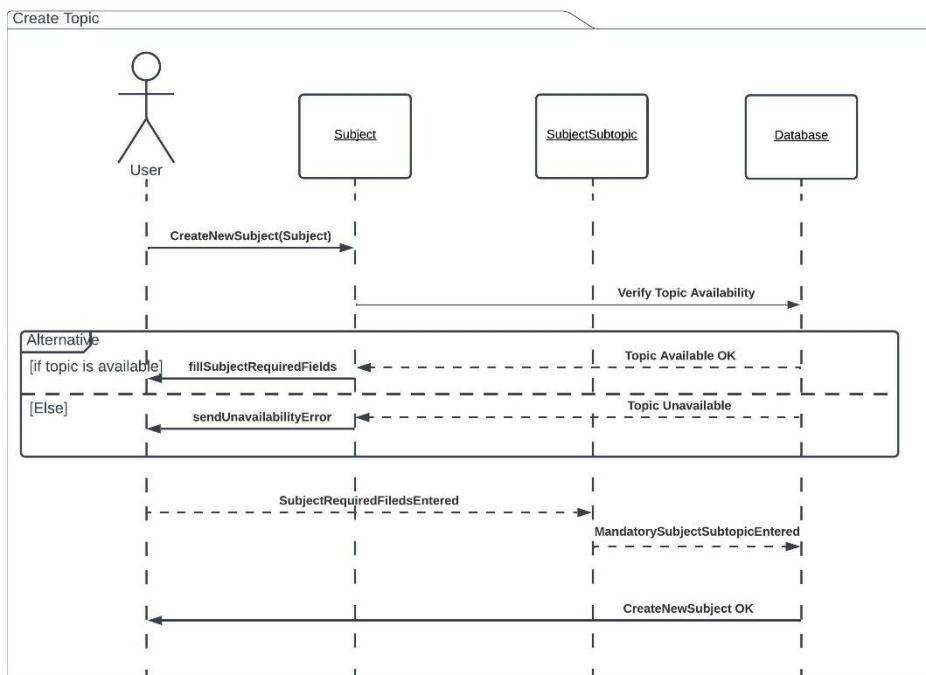 Create Topic
User
Subject
SubjectSubtopic
Database
CreateNewSubject(Subject)
Verify Topic Availability
Alternative
[if topic is available]
fillSubjectRequiredFields
Topic Available OK
[Else]
sendUnavailabilityError
Topic Unavailable
SubjectRequiredFiledsEntered
MandatorySubjectSubtopicEntered
CreateNewSubject OK